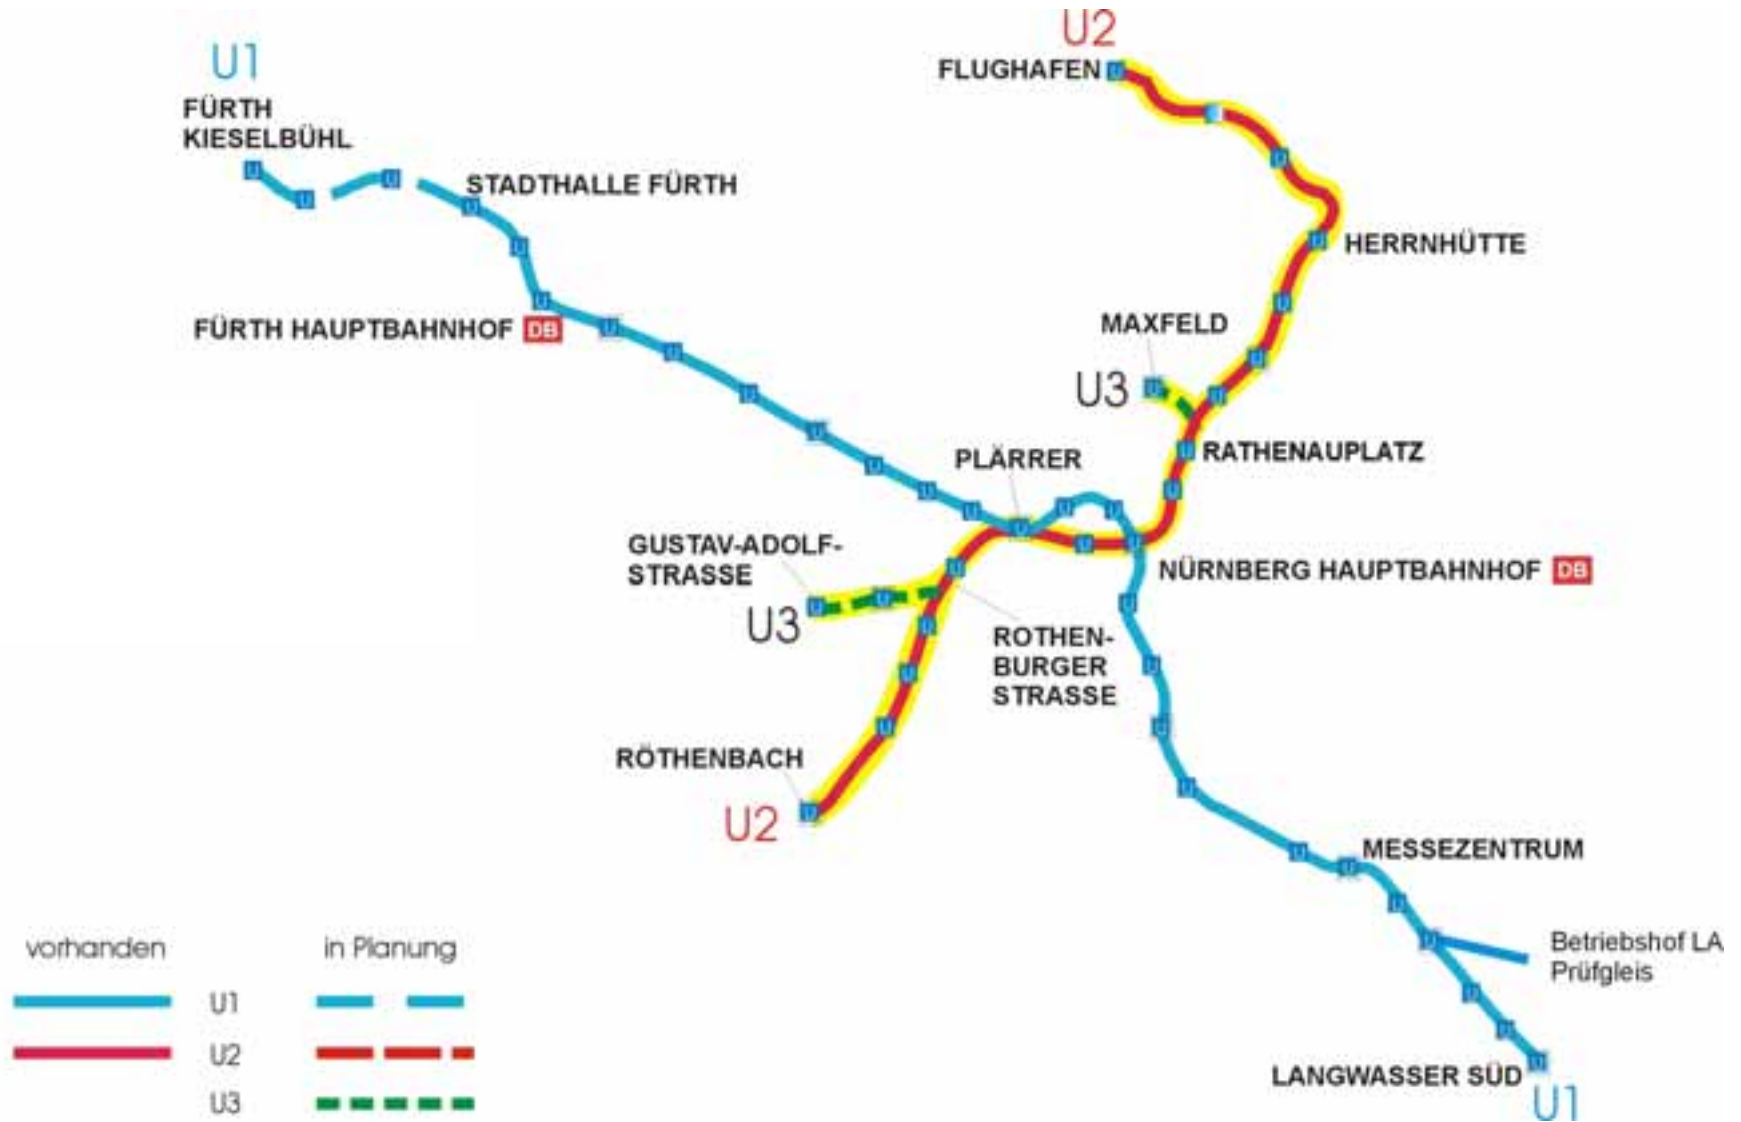 U2
FLUGHAFEN
U1
FÜRTH
KIESELBÜHL
STADTHALLE FÜRTH
HERRNHÜTTE
FÜRTH HAUPTBAHNHOF DB
MAXFELD
U3
RATHENAUPLATZ
PLÄRRER
GUSTAV-ADOLF-
STRASSE
U3
NÜRNBERG HAUPTBAHNHOF DB
ROTHEN-
BURGER
STRASSE
RÖTHENBACH
U2
MESSEZENTRUM
Betriebshof LA
Prüfgleis
LANGWASSER SÜD
U1
vorhanden in Planung
U1
U2
U3